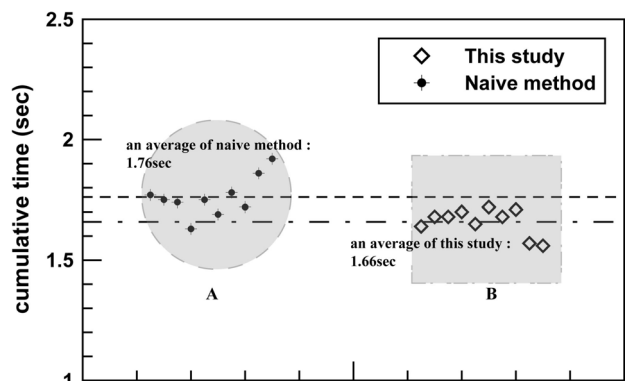 2.5
This study
Naive method
cumulative time (sec)
2
an average of naive method :
1.76sec
an average of this study :
1.66sec
1.5
A
B
1